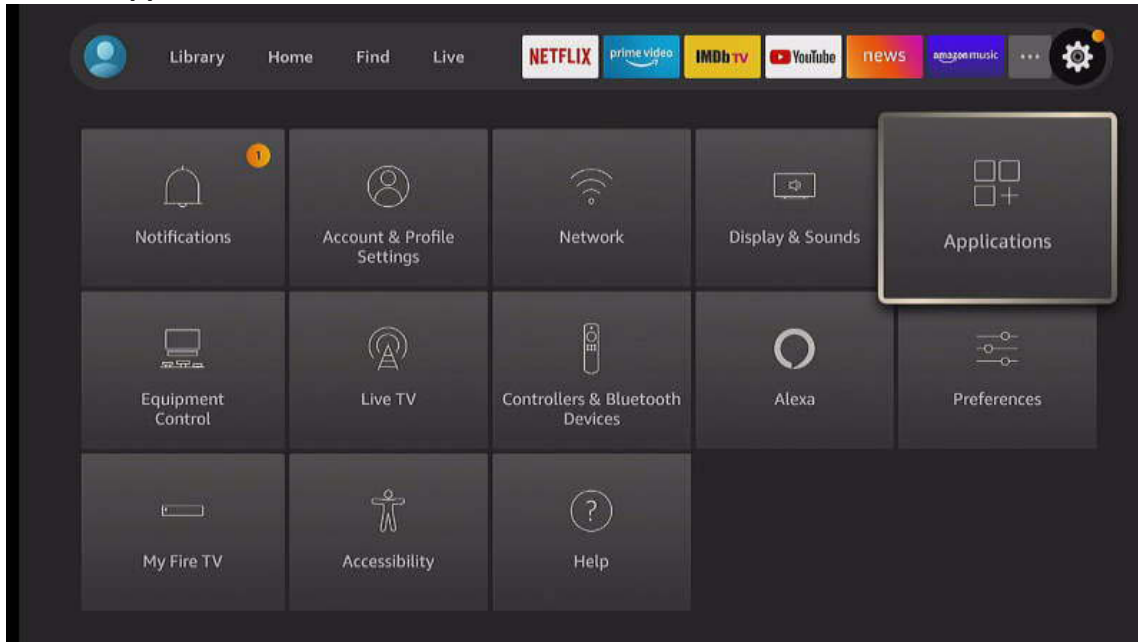 Library Home Find Live NETFLIX prime video IMDb TV YouTube news amazon music ...
1
Notifications
Account & Profile
Settings
Network
Display & Sounds
Applications
Equipment
Control
Live TV
Controllers & Bluetooth
Devices
Alexa
Preferences
My Fire TV
Accessibility
?
Help